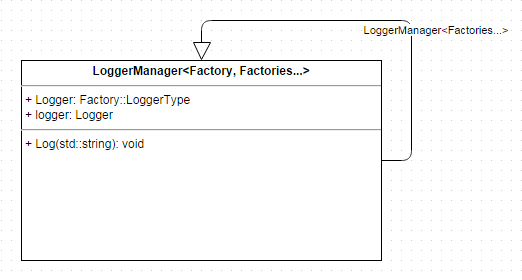 LoggerManager<Factories...>
LoggerManager<Factory, Factories...>
+ Logger: Factory::LoggerType
+ logger: Logger
+ Log(std::string): void